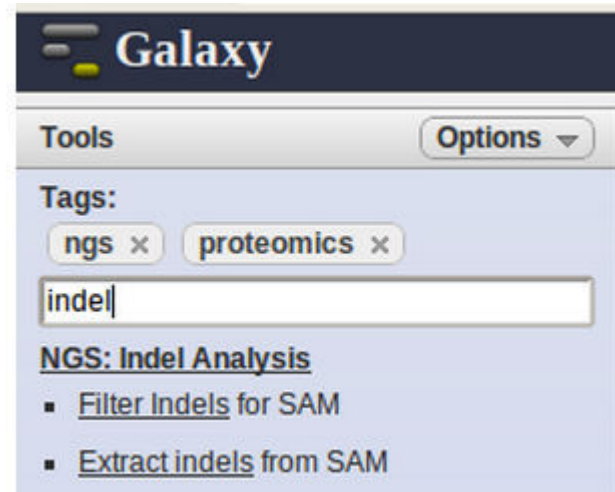 Galaxy
Tools Options
Tags:
ngs x proteomics x
indel
NGS: Indel Analysis
Filter Indels for SAM
Extract indels from SAM